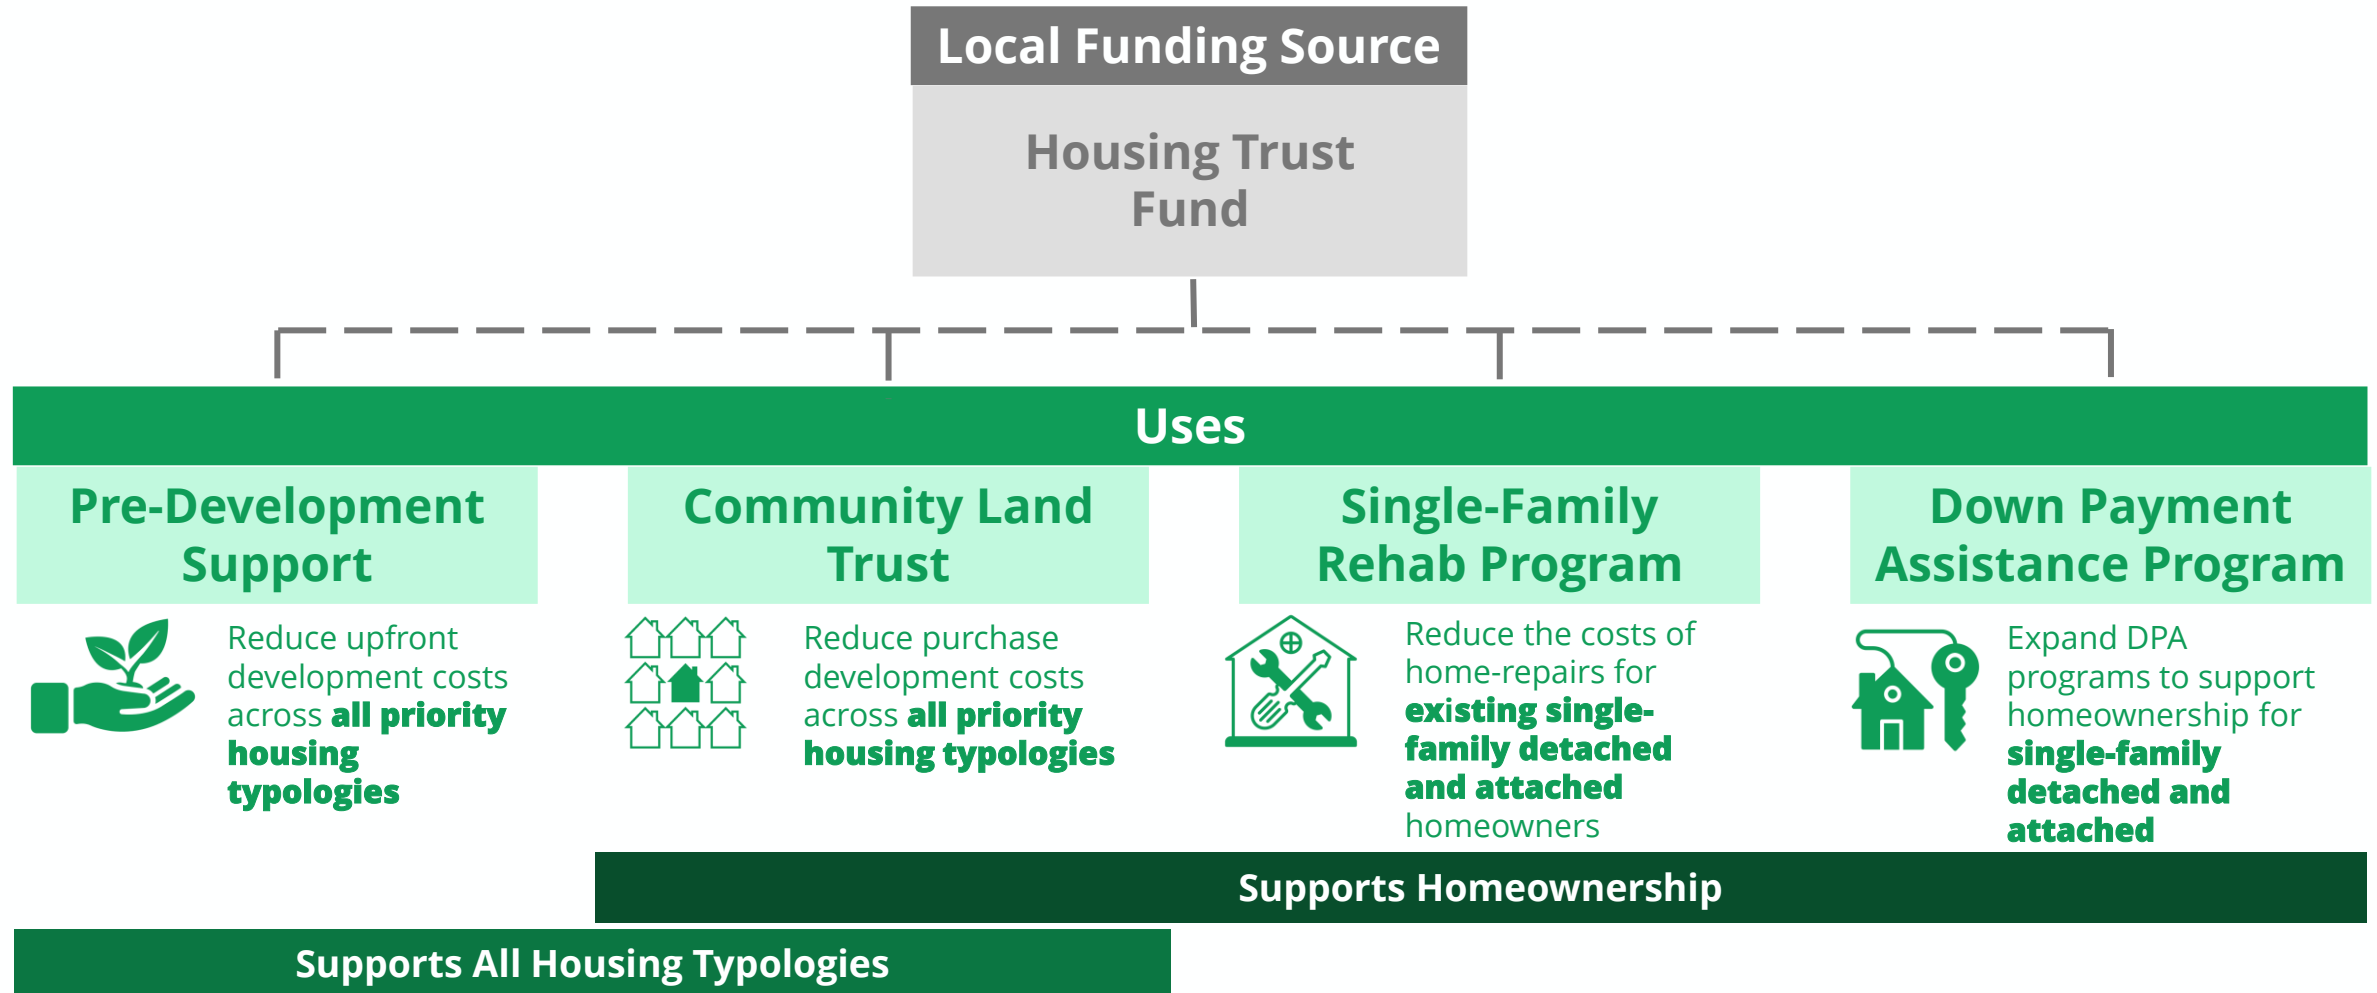 Local Funding Source
Housing Trust
Fund
Uses
Pre-Development
Support
Reduce upfront
development costs
across all priority
housing
typologies
Community Land
Trust
Reduce purchase
development costs
across all priority
housing typologies
Single-Family
Rehab Program
Reduce the costs of
home-repairs for
existing single-
family detached
and attached
homeowners
Down Payment
Assistance Program
Expand DPA
programs to support
homeownership for
single-family
detached and
attached
Supports Homeownership
Supports All Housing Typologies